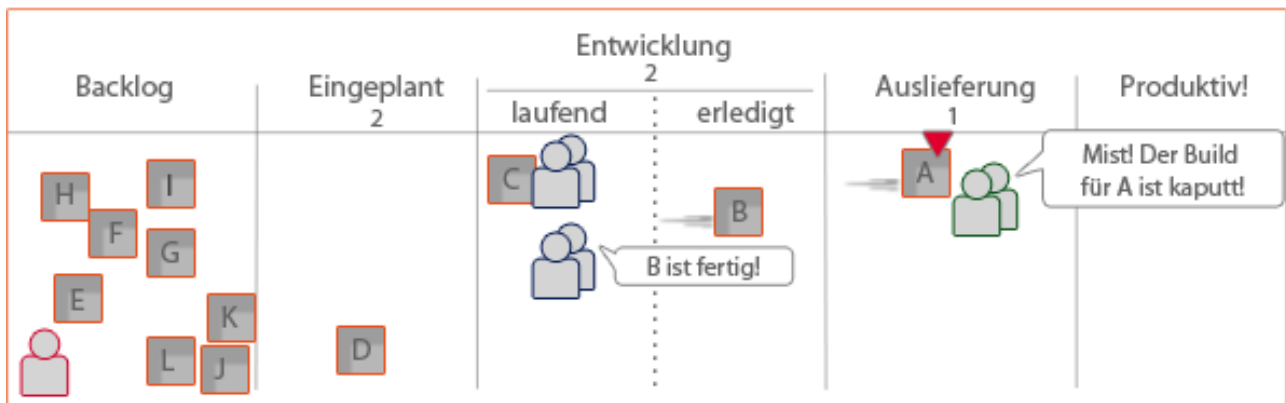 Entwicklung
2
Backlog
Eingeplant
2
laufend
erledigt
Auslieferung
1
Produktiv!
H
I
F
G
E
K
L
J
D
C
B
B ist fertig!
A
Mist! Der Build
für A ist kaputt!